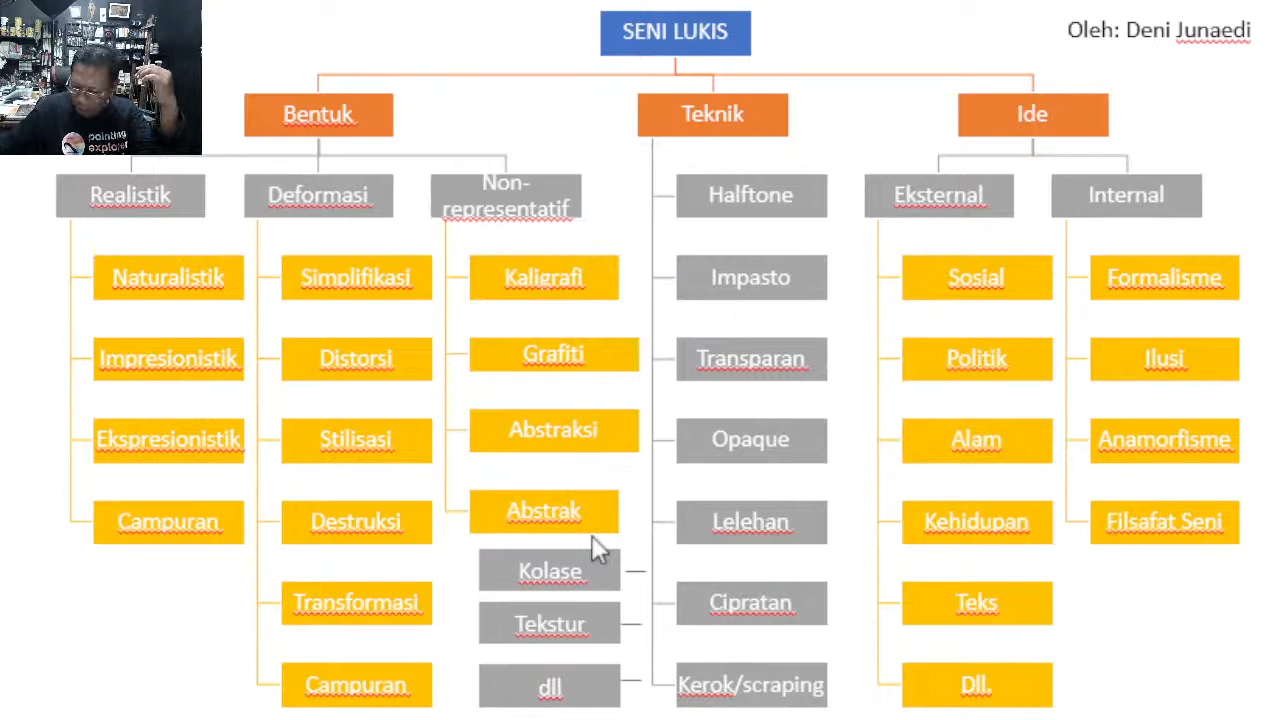 SENI LUKIS
Oleh: Deni Junaedi
painting
explorer
Bentuk
Teknik
Ide
Realistik
Deformasi
Non-
representatif
Halftone
Eksternal
Internal
Naturalistik
Simplifikasi
Kaligrafi
Impasto
Sosial
Formalisme
Impresionistik
Distorsi
Grafiti
Transparan
Politik
Ilusi
Ekspresionistik
Stilisasi
Abstraksi
Opaque
Alam
Anamorfisme
Campuran
Destruksi
Abstrak
Lelehan
Kehidupan
Filsafat Seni
Kolase
Transformasi
Tekstur
Cipratan
Teks
Campuran
dll
Kerok/scraping
Dll.